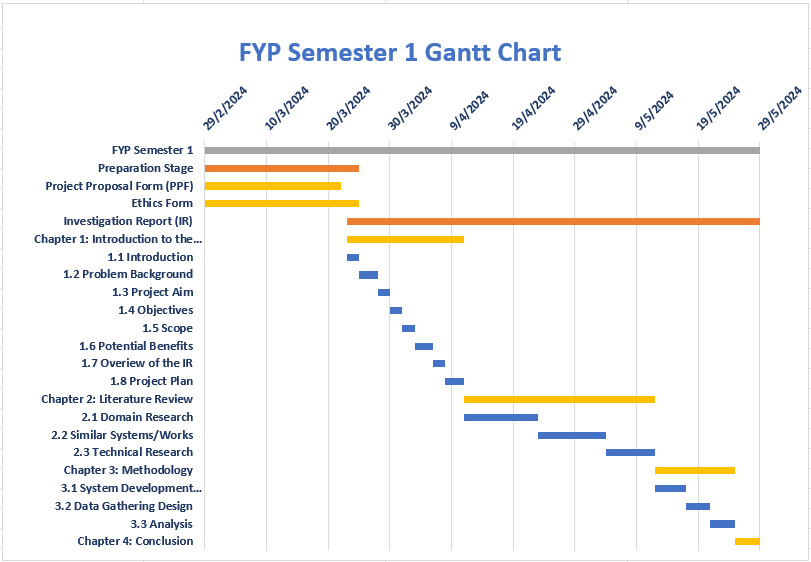 FYP Semester 1 Gantt Chart
29/2/2024
10/3/2024
20/3/2024
30/3/2024
9/4/2024
19/4/2024
29/4/2024
9/5/2024
19/5/2024
29/5/2024
FYP Semester 1
Preparation Stage
Project Proposal Form (PPF)
Ethics Form
Investigation Report (IR)
Chapter 1: Introduction to the...
1.1 Introduction
1.2 Problem Background
1.3 Project Aim
1.4 Objectives
1.5 Scope
1.6 Potential Benefits
1.7 Overiew of the IR
1.8 Project Plan
Chapter 2: Literature Review
2.1 Domain Research
2.2 Similar Systems/Works
2.3 Technical Research
Chapter 3: Methodology
3.1 System Development...
3.2 Data Gathering Design
3.3 Analysis
Chapter 4: Conclusion